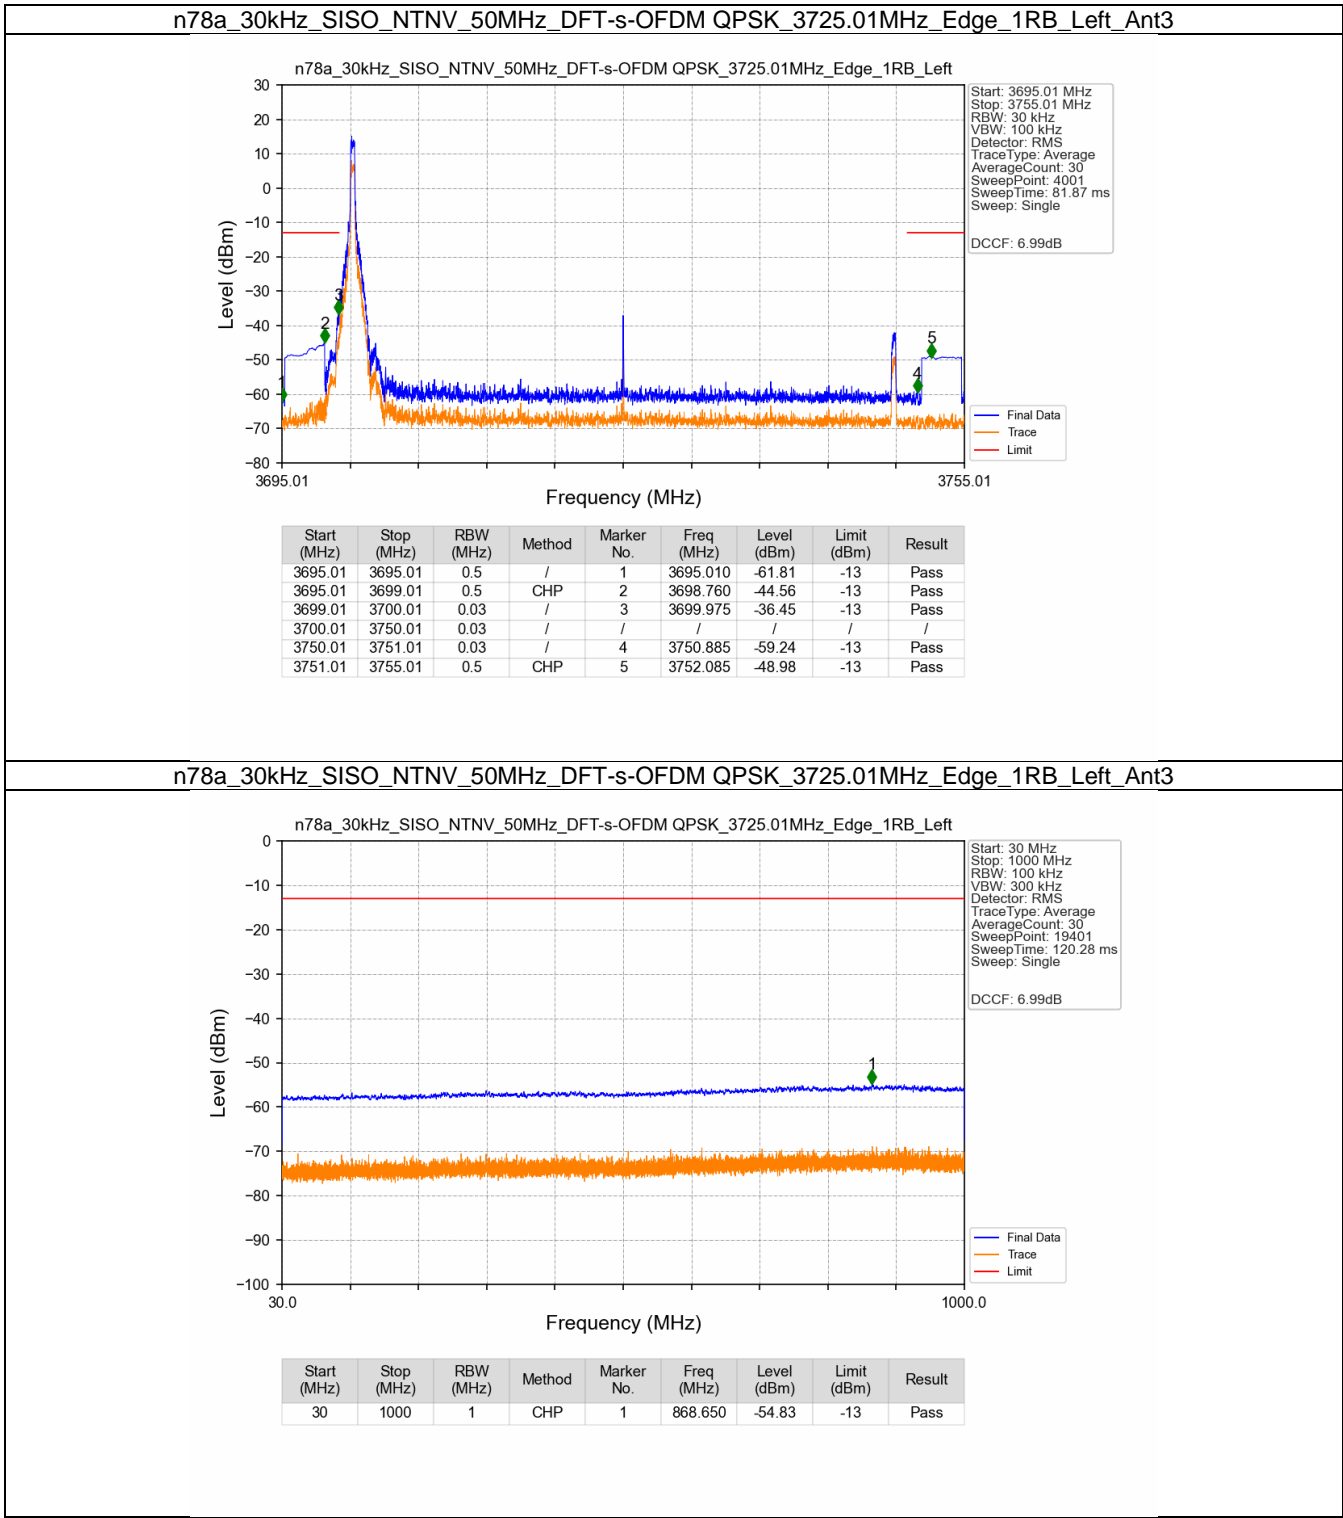 n78a_30kHz_SISO_NTNV_50MHz_DFT-s-OFDM QPSK_3725.01MHz_Edge_1RB_Left_Ant3
n78a_30kHz_SISO_NTNV_50MHz_DFT-s-OFDM QPSK_3725.01MHz_Edge_1RB_Left
30
20
10
0
−10
−20
−30
−40
−50
−60
−70
−80
Level (dBm)
1
2
3
4
5
3695.01
3755.01
Frequency (MHz)
Start: 3695.01 MHz
Stop: 3755.01 MHz
RBW: 30 kHz
VBW: 100 kHz
Detector: RMS
TraceType: Average
AverageCount: 30
SweepPoint: 4001
SweepTime: 81.87 ms
Sweep: Single
DCCF: 6.99dB
Final Data
Trace
Limit
Start (MHz) Stop (MHz) RBW (MHz) Method Marker No. Freq (MHz) Level (dBm) Limit (dBm) Result
3695.01 3695.01 0.5 / 1 3695.010 -61.81 -13 Pass
3695.01 3699.01 0.5 CHP 2 3698.760 -44.56 -13 Pass
3699.01 3700.01 0.03 / 3 3699.975 -36.45 -13 Pass
3700.01 3750.01 0.03 / / / / / /
3750.01 3751.01 0.03 / 4 3750.885 -59.24 -13 Pass
3751.01 3755.01 0.5 CHP 5 3752.085 -48.98 -13 Pass
n78a_30kHz_SISO_NTNV_50MHz_DFT-s-OFDM QPSK_3725.01MHz_Edge_1RB_Left_Ant3
n78a_30kHz_SISO_NTNV_50MHz_DFT-s-OFDM QPSK_3725.01MHz_Edge_1RB_Left
0
−10
−20
−30
−40
−50
−60
−70
−80
−90
−100
Level (dBm)
1
30.0
1000.0
Frequency (MHz)
Start: 30 MHz
Stop: 1000 MHz
RBW: 100 kHz
VBW: 300 kHz
Detector: RMS
TraceType: Average
AverageCount: 30
SweepPoint: 19401
SweepTime: 120.28 ms
Sweep: Single
DCCF: 6.99dB
Final Data
Trace
Limit
Start (MHz) Stop (MHz) RBW (MHz) Method Marker No. Freq (MHz) Level (dBm) Limit (dBm) Result
30 1000 1 CHP 1 868.650 -54.83 -13 Pass